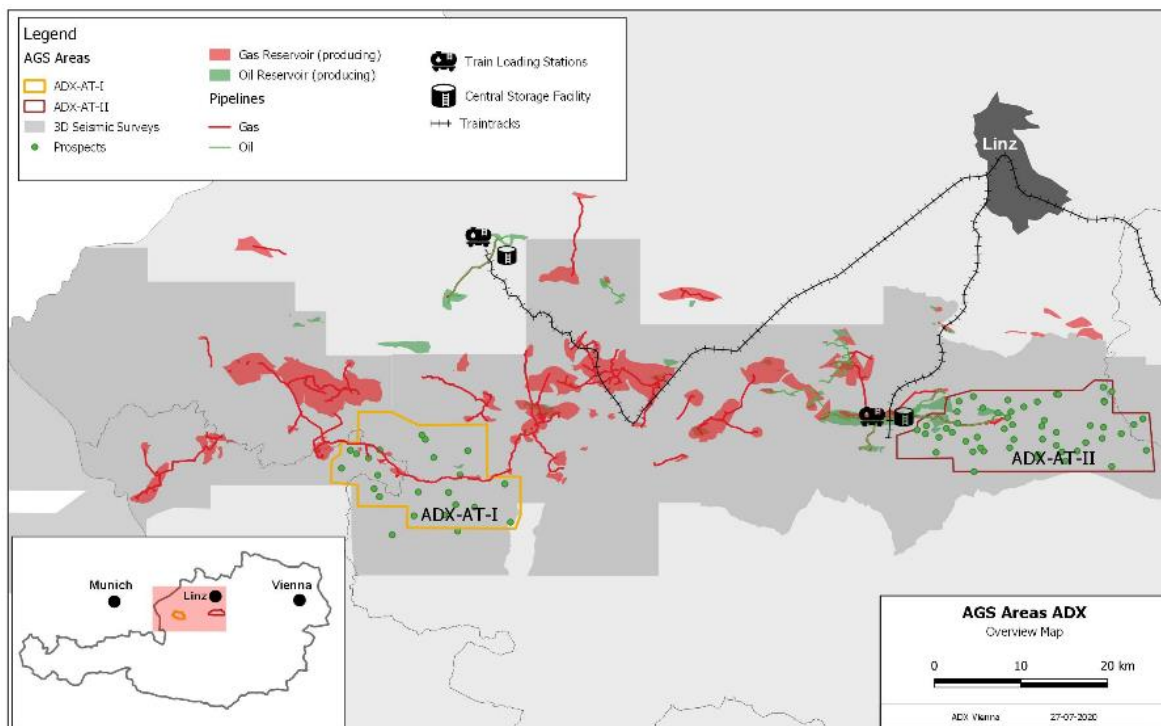 Legend
AGS Areas
ADX-AT-I
ADX-AT-II
3D Seismic Surveys
Prospects
Gas Reservoir (producing)
Oil Reservoir (producing)
Pipelines
Gas
Oil
Train Loading Stations
Central Storage Facility
Traintracks
Linz
ADX-AT-II
ADX-AT-I
Munich
Linz
Vienna
AGS Areas ADX
Overview Map
0 10 20 km
ADX Vienna 27-07-2020